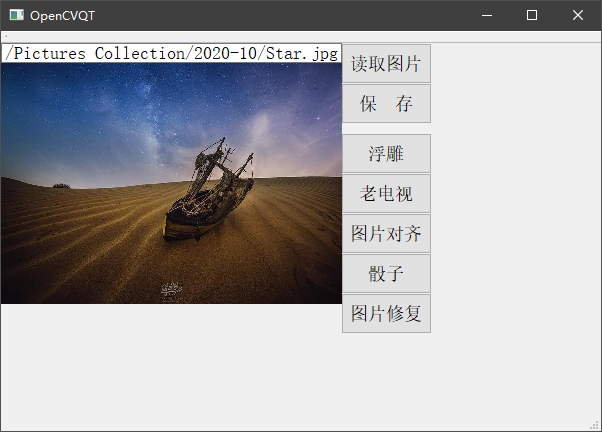 OpenCVQT
/Pictures Collection/2020-10/Star.jpg
读取图片
保 存
浮雕
老电视
图片对齐
骰子
图片修复